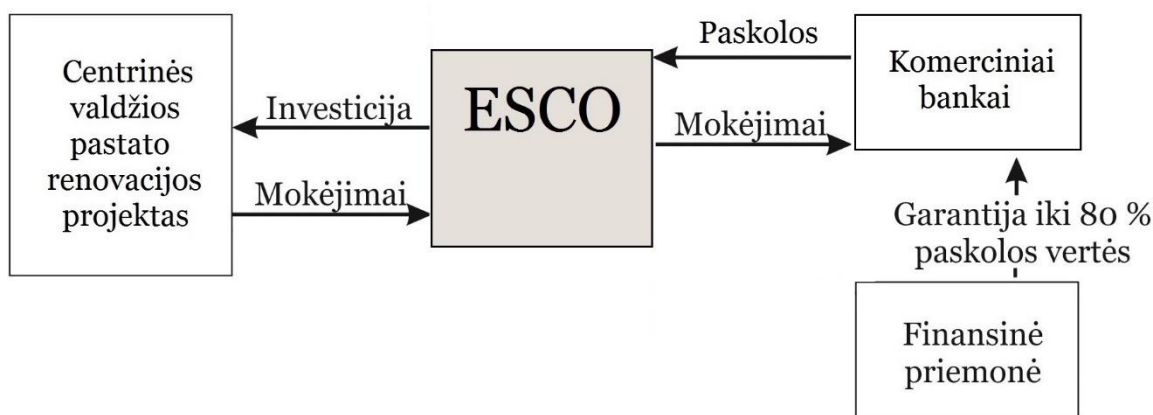 Centrinės
valdžios
pastato
renovacijos
projektas
Investicija
Mokėjimai
ESCO
Paskolos
Mokėjimai
Komerciniai
bankai
Garantija iki 80 %
paskolos vertės
Finansinė
priemonė